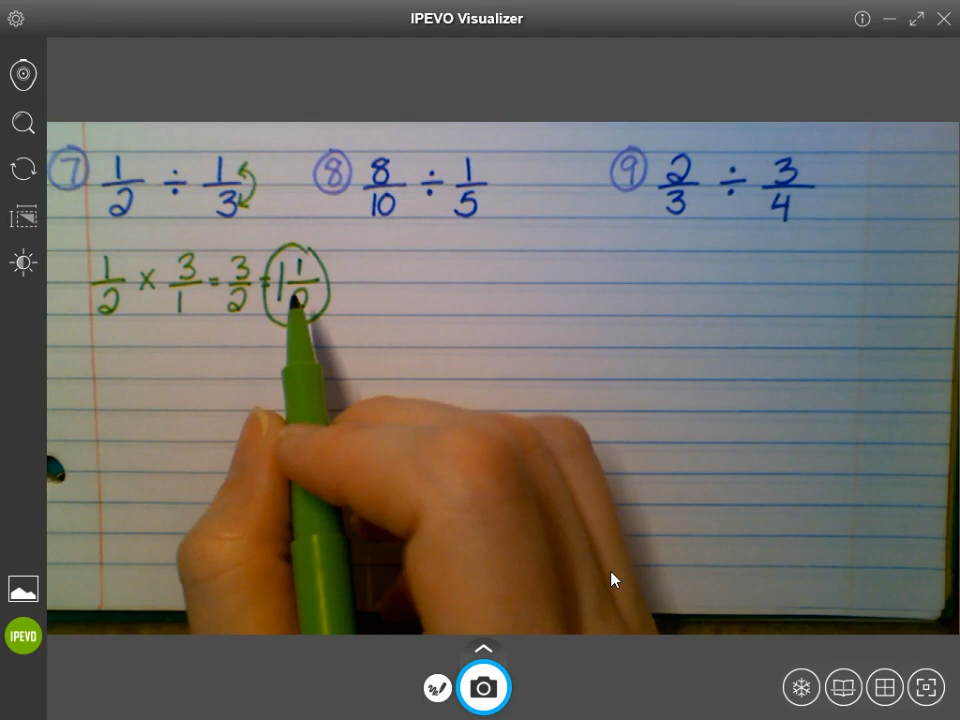 IPEVO Visualizer
⑦ 1/2 ÷ 1/3 ⑧ 8/10 ÷ 1/5 ⑨ 2/3 ÷ 3/4
1/2 × 3/1 = 3/2 = 1 1/2
IPEVO